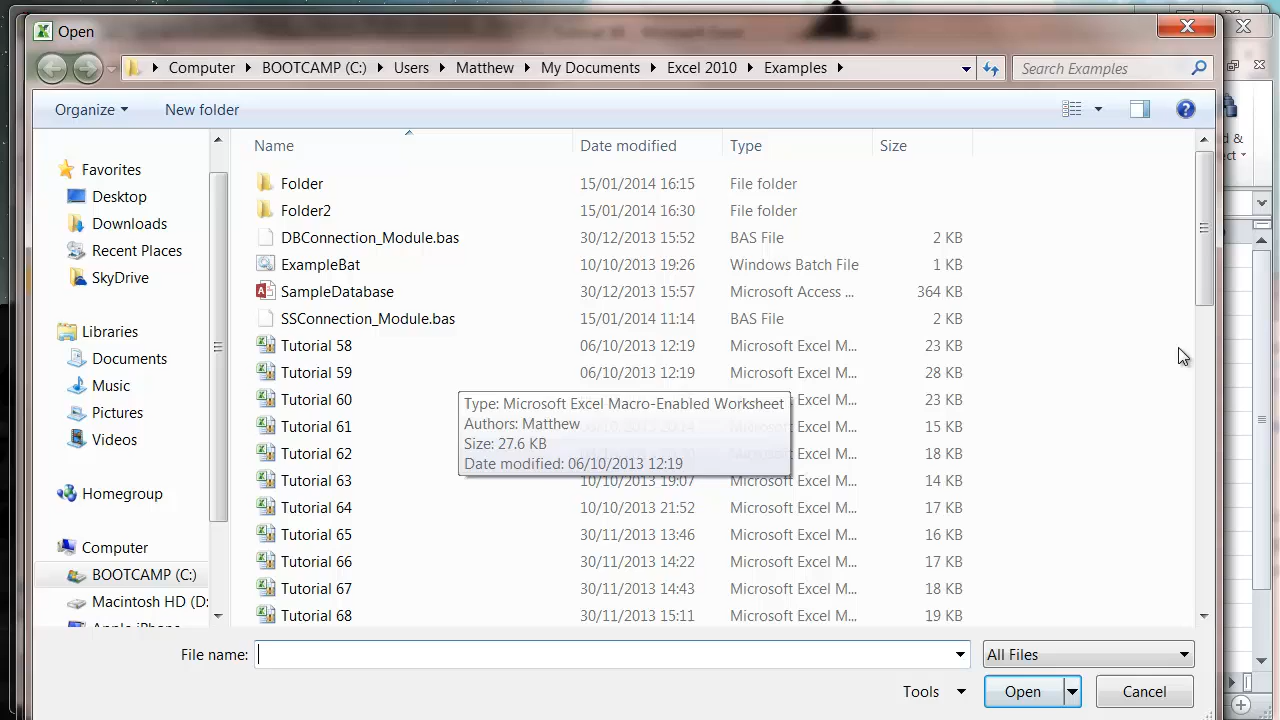 Open
Computer BOOTCAMP (C:) Users Matthew My Documents Excel 2010 Examples
Search Examples
Organize New folder
Name Date modified Type Size
Favorites
Desktop
Downloads
Recent Places
SkyDrive
Libraries
Documents
Music
Pictures
Videos
Homegroup
Computer
BOOTCAMP (C:)
Macintosh HD (D:
Folder 15/01/2014 16:15 File folder
Folder2 15/01/2014 16:30 File folder
DBConnection_Module.bas 30/12/2013 15:52 BAS File 2 KB
ExampleBat 10/10/2013 19:26 Windows Batch File 1 KB
SampleDatabase 30/12/2013 15:57 Microsoft Access ... 364 KB
SSConnection_Module.bas 15/01/2014 11:14 BAS File 2 KB
Tutorial 58 06/10/2013 12:19 Microsoft Excel M... 23 KB
Tutorial 59 06/10/2013 12:19 Microsoft Excel M... 28 KB
Tutorial 60 Microsoft Excel M... 23 KB
Tutorial 61 Microsoft Excel M... 15 KB
Tutorial 62 Microsoft Excel M... 18 KB
Tutorial 63 10/10/2013 19:07 Microsoft Excel M... 14 KB
Tutorial 64 10/10/2013 21:52 Microsoft Excel M... 17 KB
Tutorial 65 30/11/2013 13:46 Microsoft Excel M... 16 KB
Tutorial 66 30/11/2013 14:22 Microsoft Excel M... 17 KB
Tutorial 67 30/11/2013 14:43 Microsoft Excel M... 18 KB
Tutorial 68 30/11/2013 15:11 Microsoft Excel M... 19 KB
Type: Microsoft Excel Macro-Enabled Worksheet
Authors: Matthew
Size: 27.6 KB
Date modified: 06/10/2013 12:19
File name: All Files
Tools Open Cancel